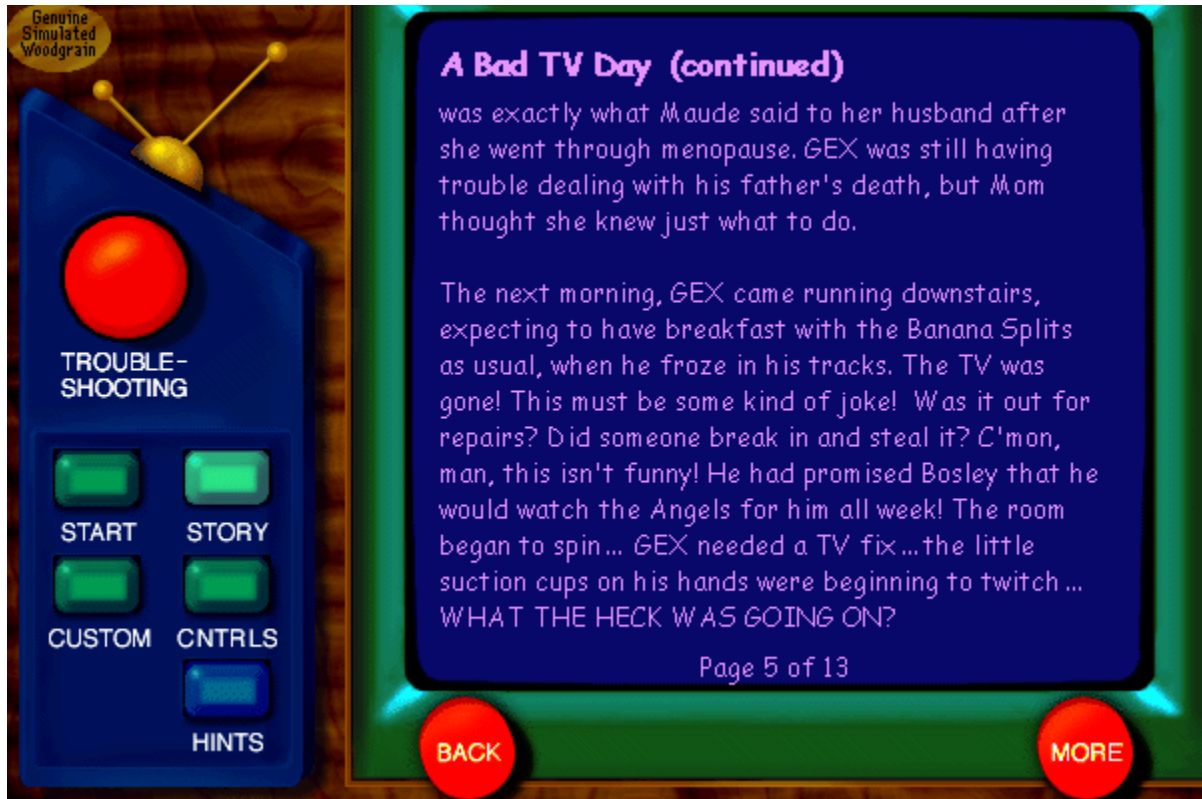 Genuine
Simulated
Woodgrain
TROUBLE-
SHOOTING
START
STORY
CUSTOM
CNTRLS
HINTS
A Bad TV Day (continued)
was exactly what Maude said to her husband after
she went through menopause. GEX was still having
trouble dealing with his father's death, but Mom
thought she knew just what to do.
The next morning, GEX came running downstairs,
expecting to have breakfast with the Banana Splits
as usual, when he froze in his tracks. The TV was
gone! This must be some kind of joke! Was it out for
repairs? Did someone break in and steal it? C'mon,
man, this isn't funny! He had promised Bosley that he
would watch the Angels for him all week! The room
began to spin... GEX needed a TV fix...the little
suction cups on his hands were beginning to twitch...
WHAT THE HECK WAS GOING ON?
Page 5 of 13
BACK
MORE